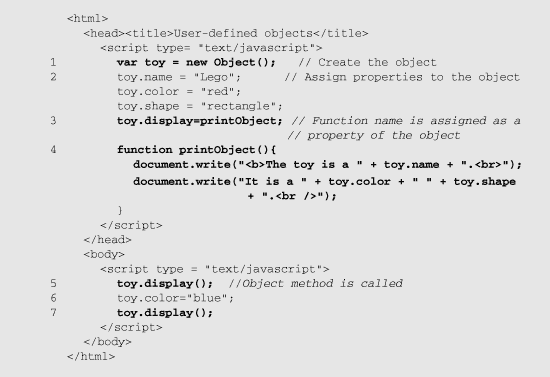 <html>
<head><title>User-defined objects</title>
<script type= "text/javascript">
1 var toy = new Object(); // Create the object
2 toy.name = "Lego"; // Assign properties to the object
toy.color = "red";
toy.shape = "rectangle";
3 toy.display=printObject; // Function name is assigned as a
// property of the object
4 function printObject(){
document.write("<b>The toy is a " + toy.name + ".<br>");
document.write("It is a " + toy.color + " " + toy.shape
+ ".<br />");
}
</script>
</head>
<body>
<script type = "text/javascript">
5 toy.display(); //Object method is called
6 toy.color="blue";
7 toy.display();
</script>
</body>
</html>